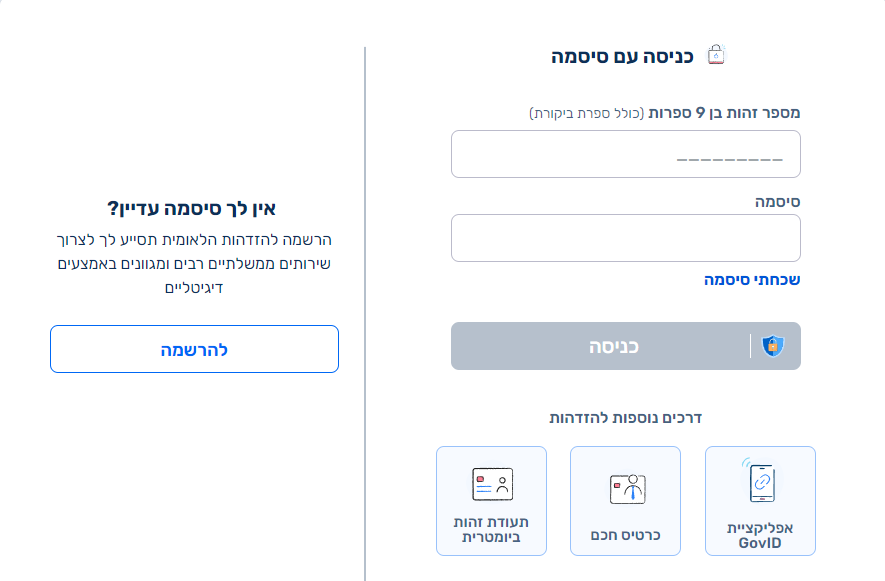 כניסה עם סיסמה
מספר זהות בן 9 ספרות (כולל ספרת ביקורת)
_________
סיסמה
שכחתי סיסמה
כניסה
דרכים נוספות להזדהות
אפליקציית
GovID
כרטיס חכם
תעודת זהות
ביומטרית
אין לך סיסמה עדיין?
הרשמה להזדהות הלאומית תסייע לך לצרוך
שירותים ממשלתיים רבים ומגוונים באמצעים
דיגיטליים
להרשמה